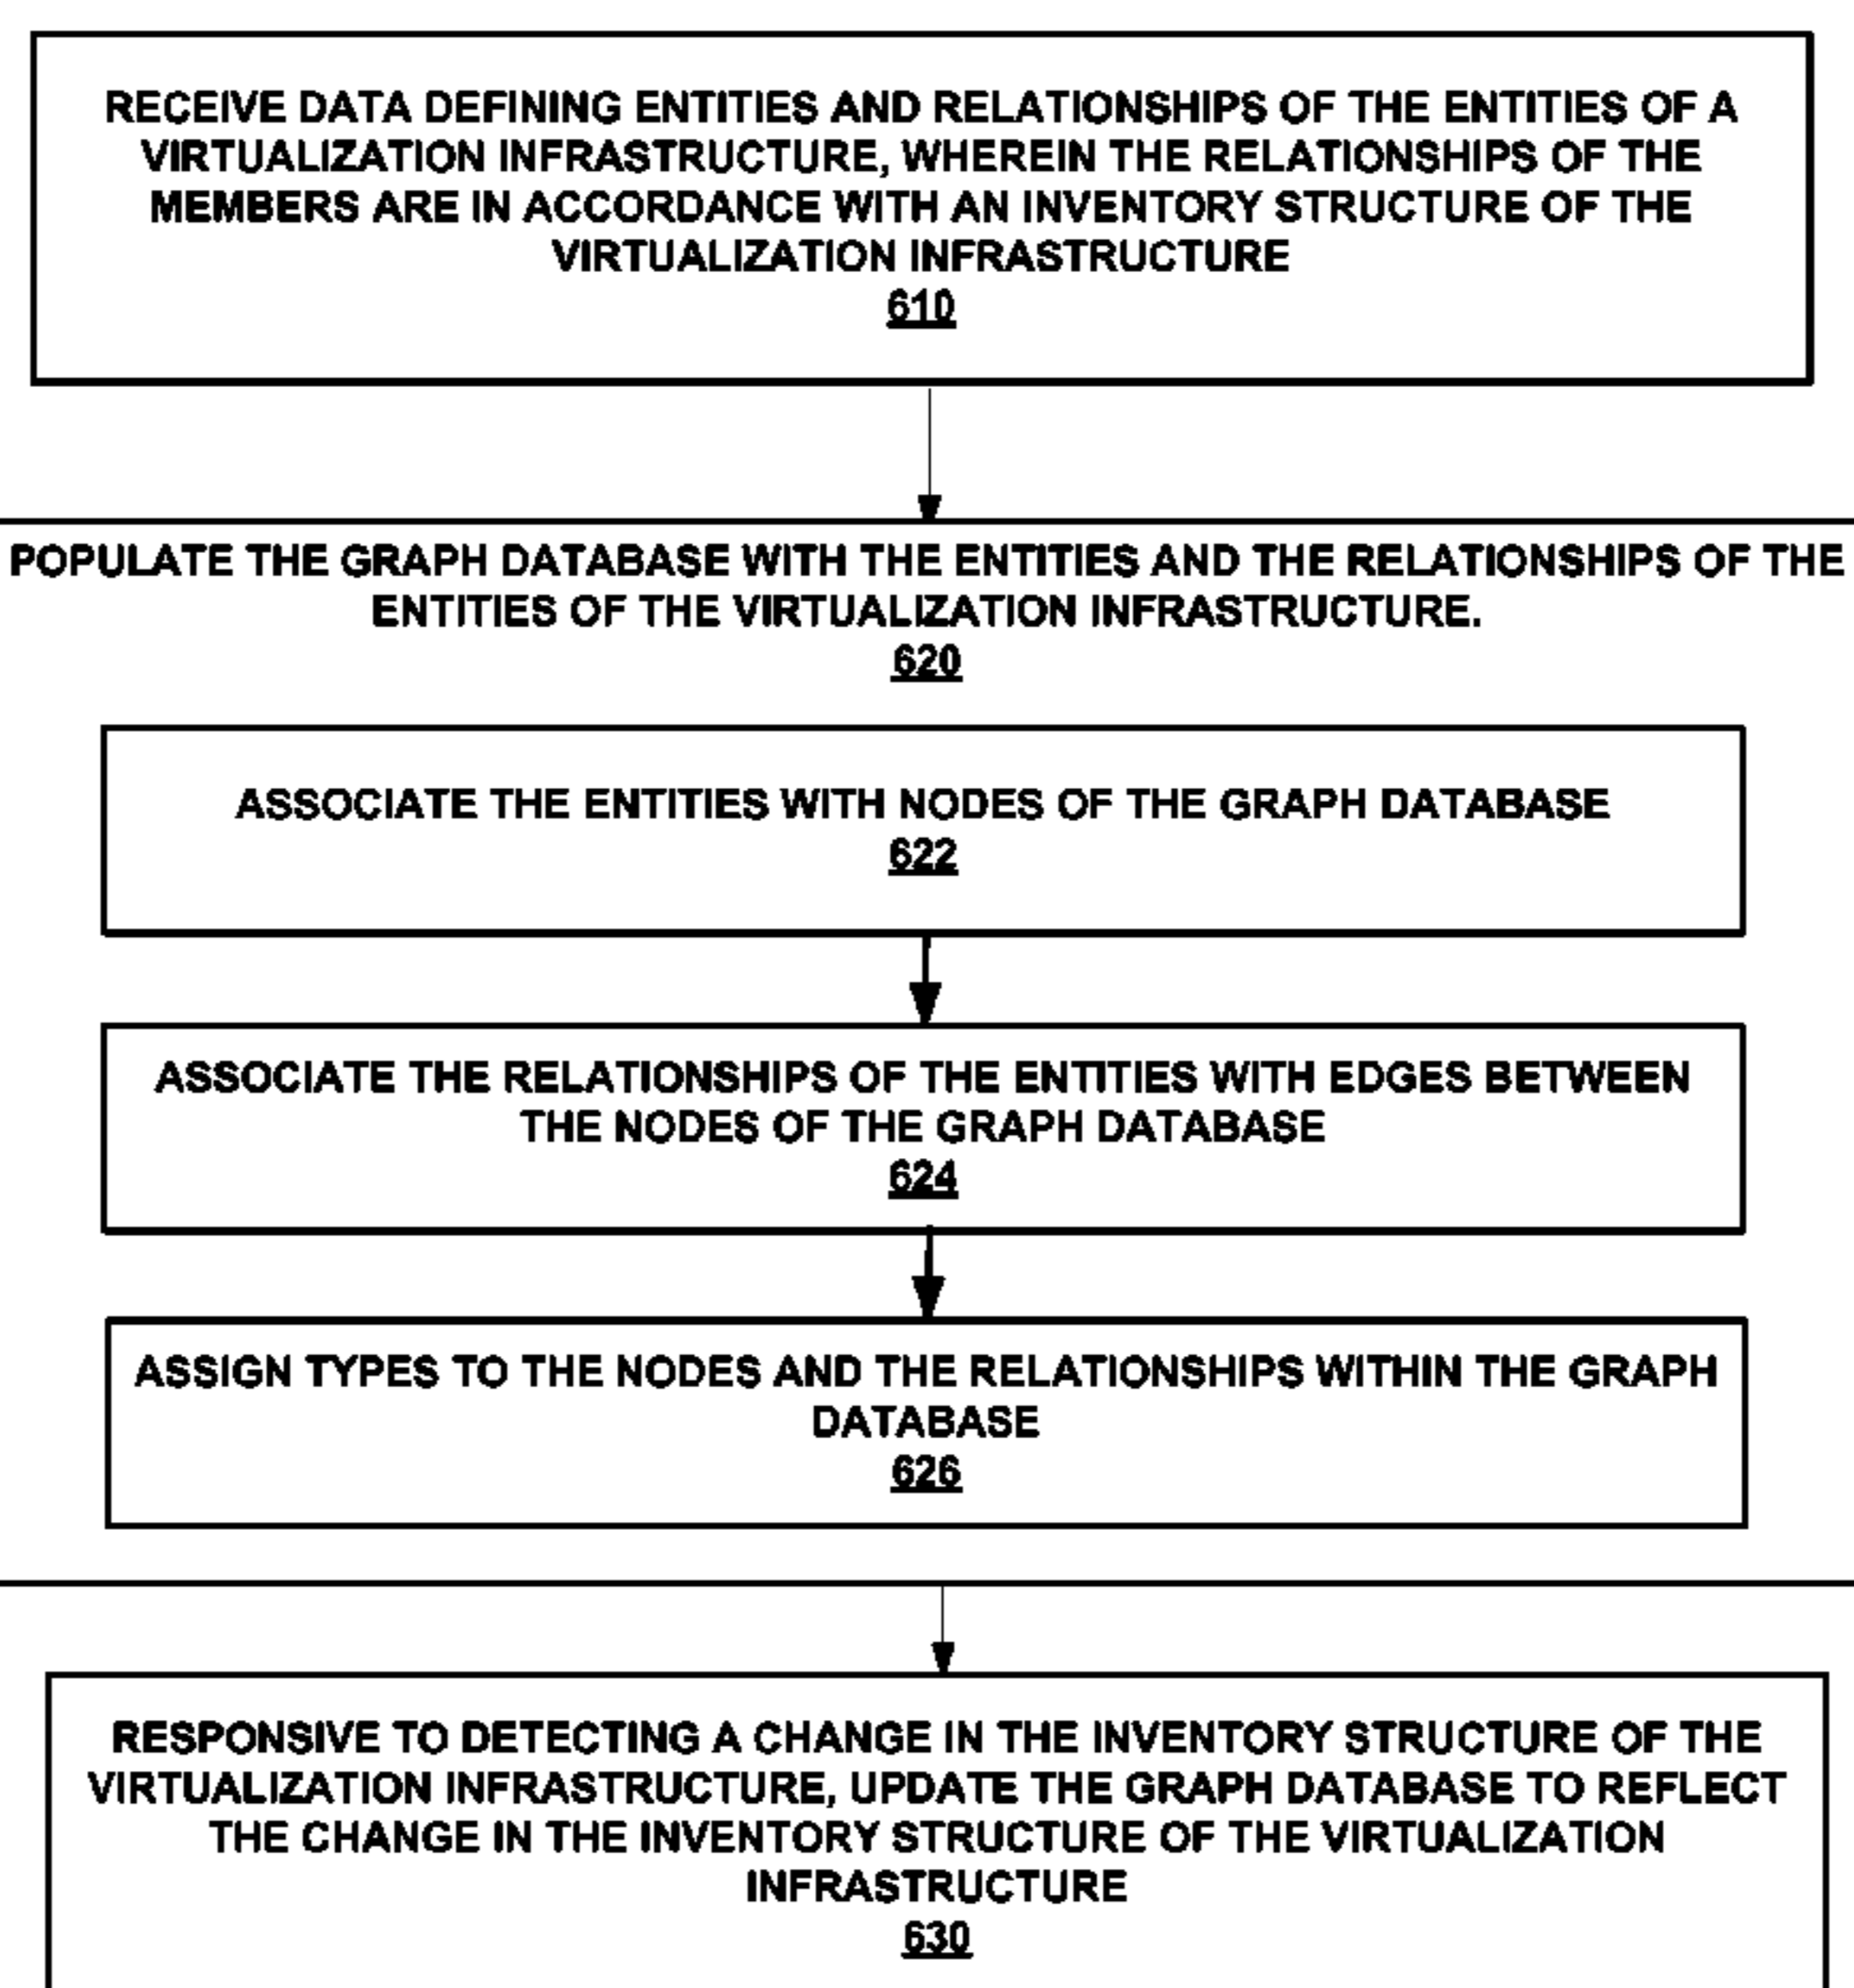 RECEIVE DATA DEFINING ENTITIES AND RELATIONSHIPS OF THE ENTITIES OF A
VIRTUALIZATION INFRASTRUCTURE, WHEREIN THE RELATIONSHIPS OF THE
MEMBERS ARE IN ACCORDANCE WITH AN INVENTORY STRUCTURE OF THE
VIRTUALIZATION INFRASTRUCTURE
610
POPULATE THE GRAPH DATABASE WITH THE ENTITIES AND THE RELATIONSHIPS OF THE
ENTITIES OF THE VIRTUALIZATION INFRASTRUCTURE.
620
ASSOCIATE THE ENTITIES WITH NODES OF THE GRAPH DATABASE
622
ASSOCIATE THE RELATIONSHIPS OF THE ENTITIES WITH EDGES BETWEEN
THE NODES OF THE GRAPH DATABASE
624
ASSIGN TYPES TO THE NODES AND THE RELATIONSHIPS WITHIN THE GRAPH
DATABASE
626
RESPONSIVE TO DETECTING A CHANGE IN THE INVENTORY STRUCTURE OF THE
VIRTUALIZATION INFRASTRUCTURE, UPDATE THE GRAPH DATABASE TO REFLECT
THE CHANGE IN THE INVENTORY STRUCTURE OF THE VIRTUALIZATION
INFRASTRUCTURE
630